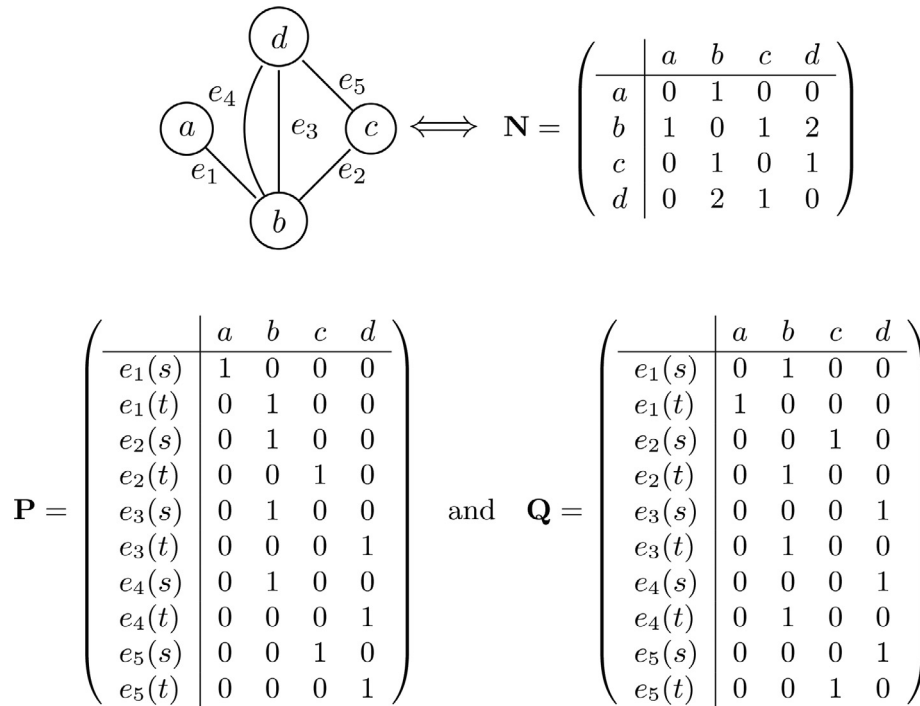 d
e₄ e₅
a e₃ c
e₁ e₂
b
⟺ N =
a b c d
a 0 1 0 0
b 1 0 1 2
c 0 1 0 1
d 0 2 1 0
P =
a b c d
e₁(s) 1 0 0 0
e₁(t) 0 1 0 0
e₂(s) 0 1 0 0
e₂(t) 0 0 1 0
e₃(s) 0 1 0 0
e₃(t) 0 0 0 1
e₄(s) 0 1 0 0
e₄(t) 0 0 0 1
e₅(s) 0 0 1 0
e₅(t) 0 0 0 1
and Q =
a b c d
e₁(s) 0 1 0 0
e₁(t) 1 0 0 0
e₂(s) 0 0 1 0
e₂(t) 0 1 0 0
e₃(s) 0 0 0 1
e₃(t) 0 1 0 0
e₄(s) 0 0 0 1
e₄(t) 0 1 0 0
e₅(s) 0 0 0 1
e₅(t) 0 0 1 0